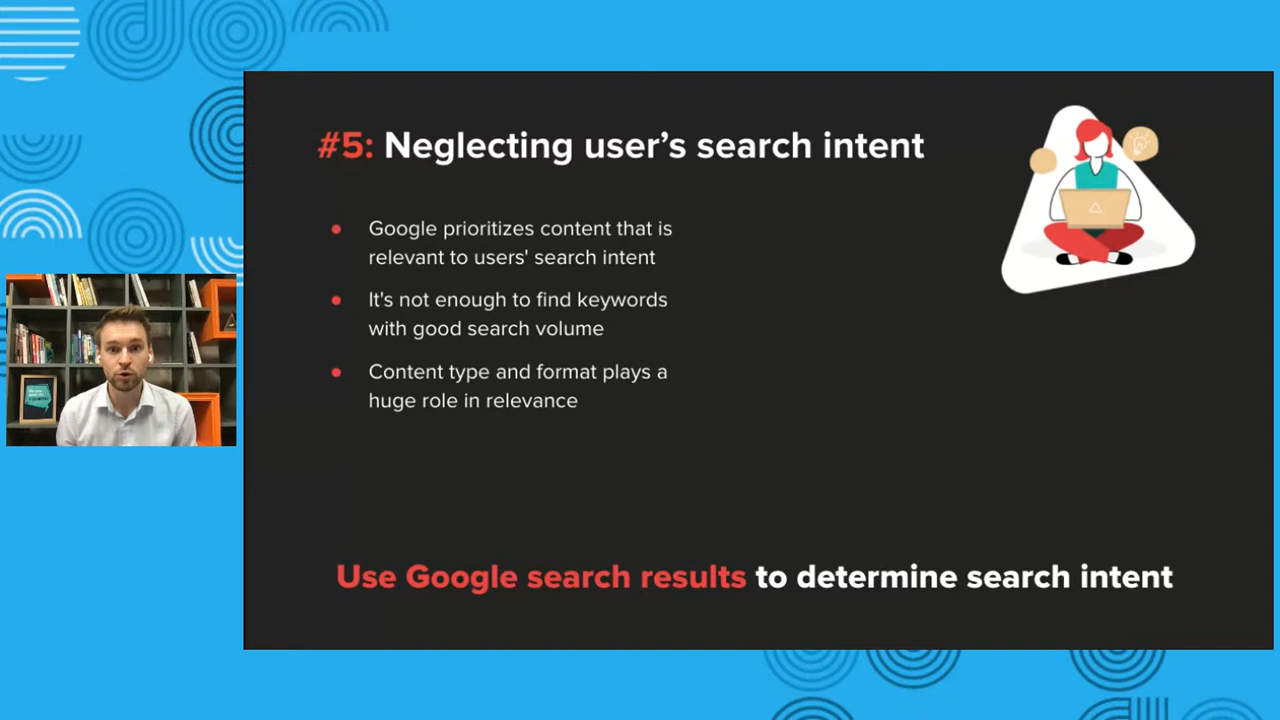 #5: Neglecting user’s search intent
Google prioritizes content that is
relevant to users' search intent
It's not enough to find keywords
with good search volume
Content type and format plays a
huge role in relevance
Use Google search results to determine search intent